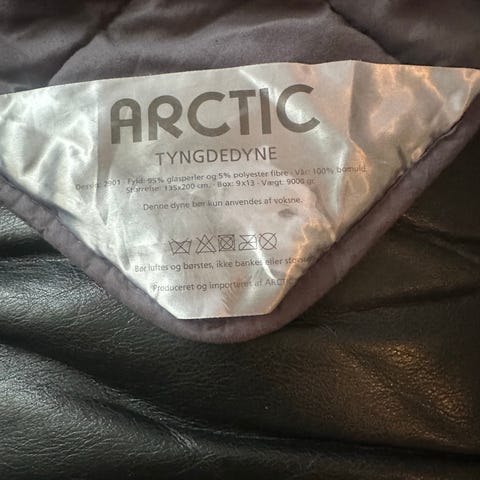 ARCTIC
TYNGDEDYNE
Dessin: 2901 · Fyld: 95% glasperler og 5% polyester fibre · Vår: 100% bomuld
Størrelse: 135x200 cm. · Box: 9X13 · Vægt: 9000 gr.
Denne dyne bør kun anvendes af voksne.
Bør luftes og børstes, ikke bankes eller
Produceret og importeret af ARCTIC